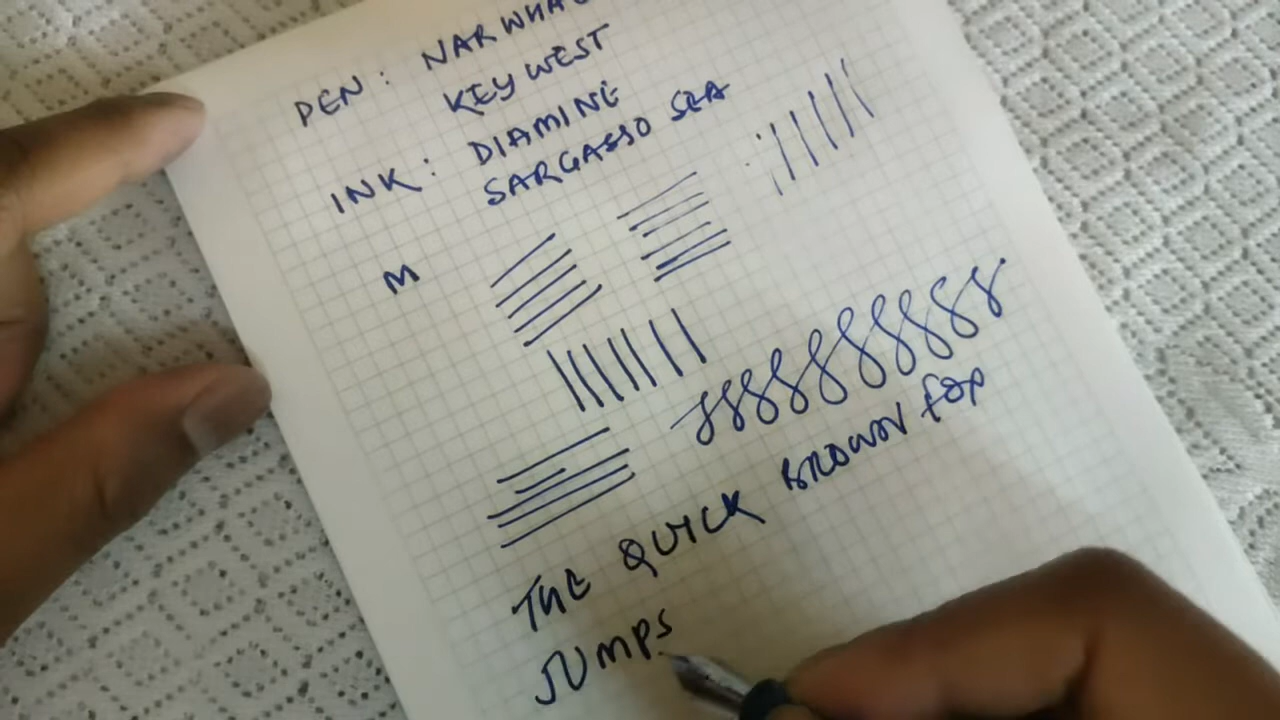 PEN: NARWHAL
KEY WEST
INK: DIAMINE
SARGASSO SEA
M
THE QUICK BROWN FOX
JUMPS